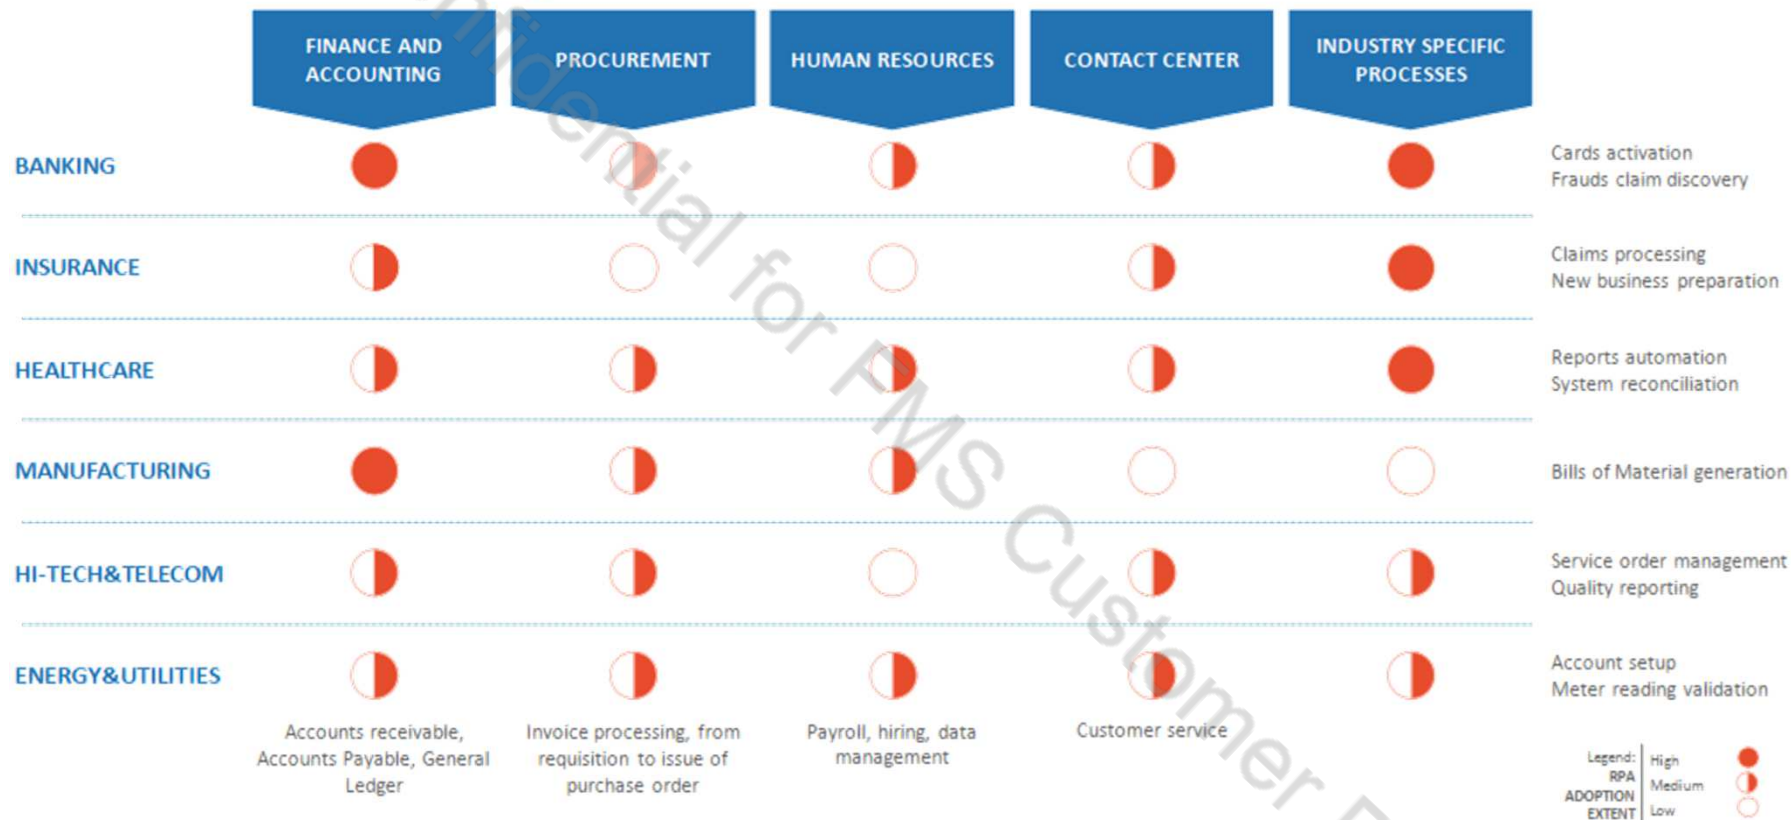 FINANCE AND
ACCOUNTING
PROCUREMENT
HUMAN RESOURCES
CONTACT CENTER
INDUSTRY SPECIFIC
PROCESSES
BANKING
Cards activation
Frauds claim discovery
INSURANCE
Claims processing
New business preparation
HEALTHCARE
Reports automation
System reconciliation
MANUFACTURING
Bills of Material generation
HI-TECH&TELECOM
Service order management
Quality reporting
ENERGY&UTILITIES
Account setup
Meter reading validation
Accounts receivable,
Accounts Payable, General
Ledger
Invoice processing, from
requisition to issue of
purchase order
Payroll, hiring, data
management
Customer service
Legend:
RPA
ADOPTION
EXTENT
High
Medium
Low
for FMS Customer